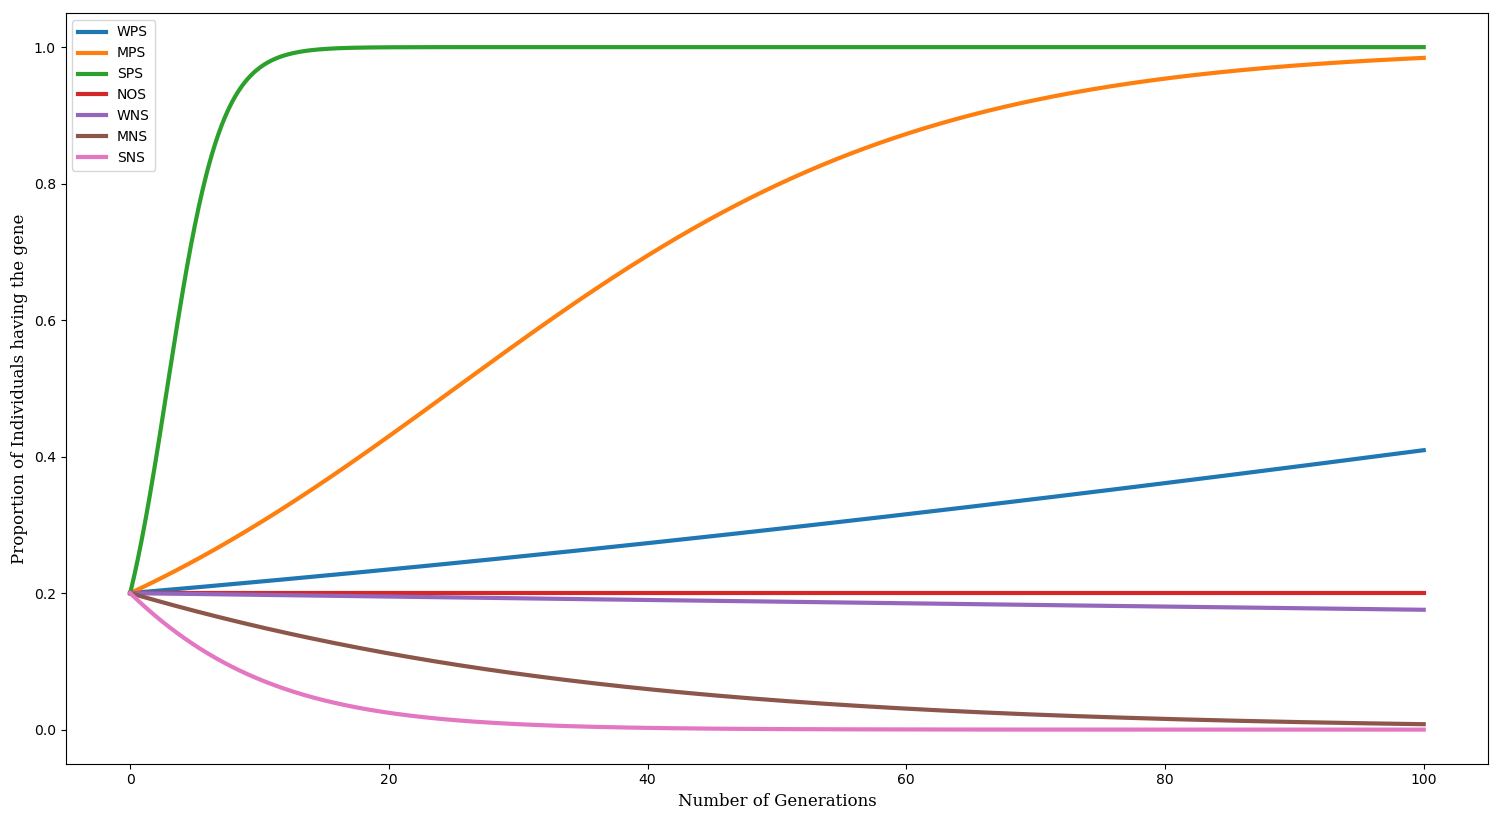 WPS
MPS
SPS
NOS
WNS
MNS
SNS
1.0
0.8
0.6
0.4
0.2
0.0
Proportion of Individuals having the gene
0 20 40 60 80 100
Number of Generations